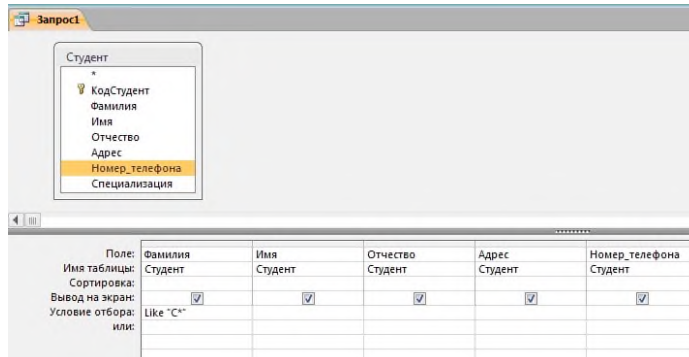 Запрос1
Студент
*
КодСтудент
Фамилия
Имя
Отчество
Адрес
Номер_телефона
Специализация
Поле: Фамилия Имя Отчество Адрес Номер_телефона
Имя таблицы: Студент Студент Студент Студент Студент
Сортировка:
Вывод на экран:
Условие отбора: Like "С*"
или: